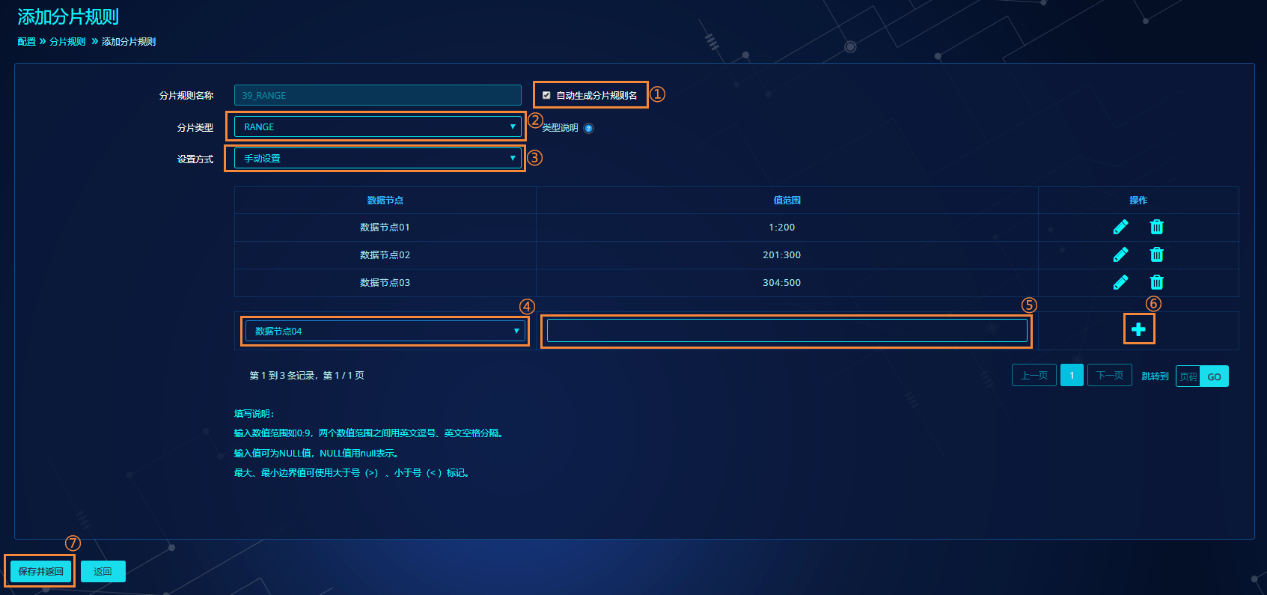 添加分片规则
配置 » 分片规则 » 添加分片规则
分片规则名称 39_RANGE 自动生成分片规则名 ①
分片类型 RANGE ② 类型说明
设置方式 手动设置 ③
数据节点 值范围 操作
数据节点01 1:200
数据节点02 201:300
数据节点03 304:500
④ ⑤ ⑥
数据节点04
第 1 到 3 条记录，第 1 / 1 页 上一页 1 下一页 跳转到 页码 GO
填写说明：
输入数值范围如0:9，两个数值范围之间用英文逗号、英文空格分隔。
输入值可为NULL值，NULL值用null表示。
最大、最小边界值可使用大于号（>）、小于号（<）标记。
⑦
保存并返回 返回